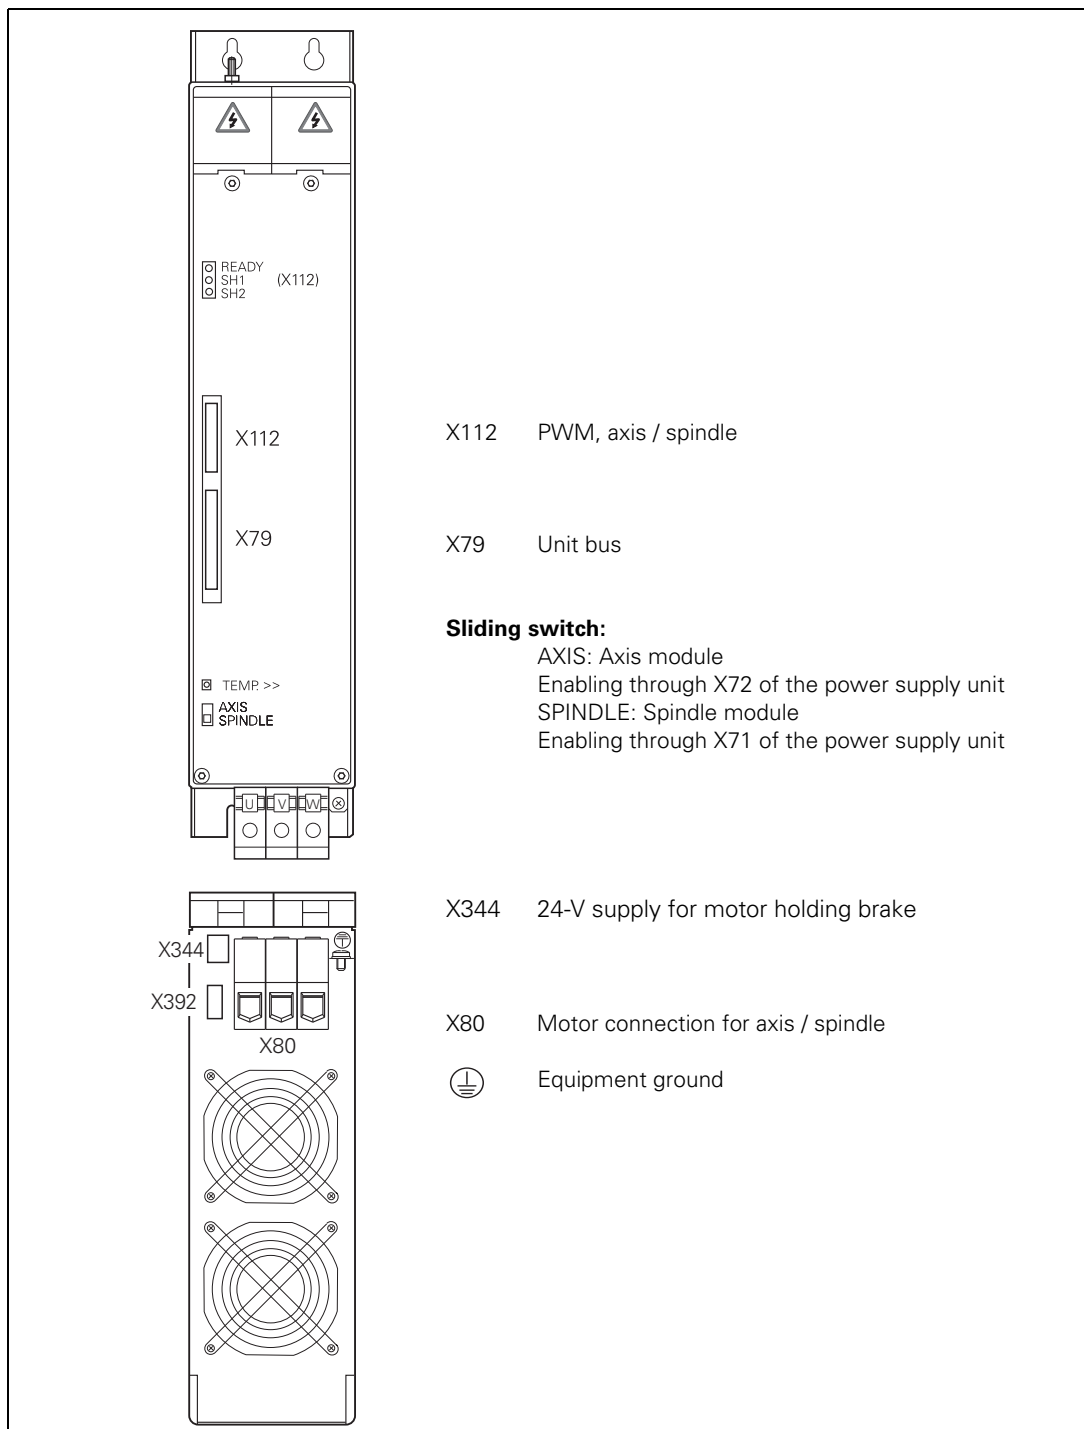 READY
SH1 (X112)
SH2
X112
X112 PWM, axis / spindle
X79
X79 Unit bus
Sliding switch:
AXIS: Axis module
Enabling through X72 of the power supply unit
SPINDLE: Spindle module
Enabling through X71 of the power supply unit
TEMP. >>
AXIS
SPINDLE
U V W
X344
X344 24-V supply for motor holding brake
X392
X80
X80 Motor connection for axis / spindle
Equipment ground